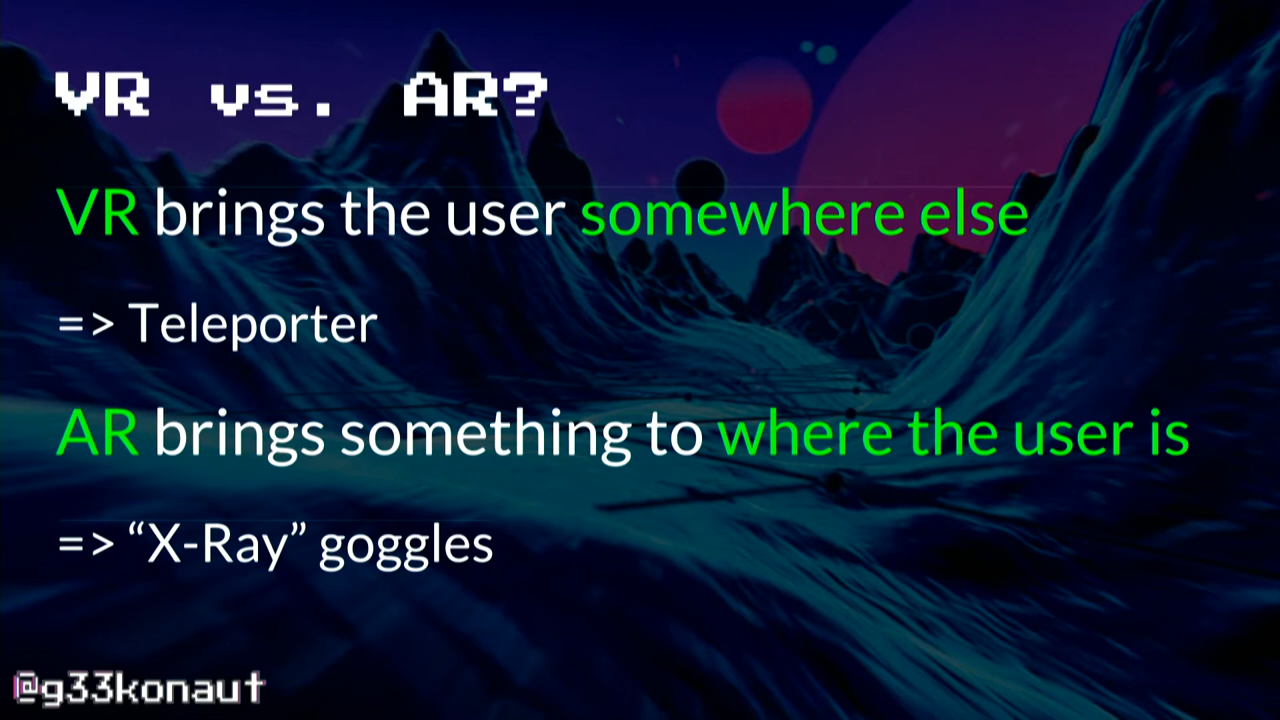 VR vs. AR?
VR brings the user somewhere else
=> Teleporter
AR brings something to where the user is
=> “X-Ray” goggles
@g33konaut